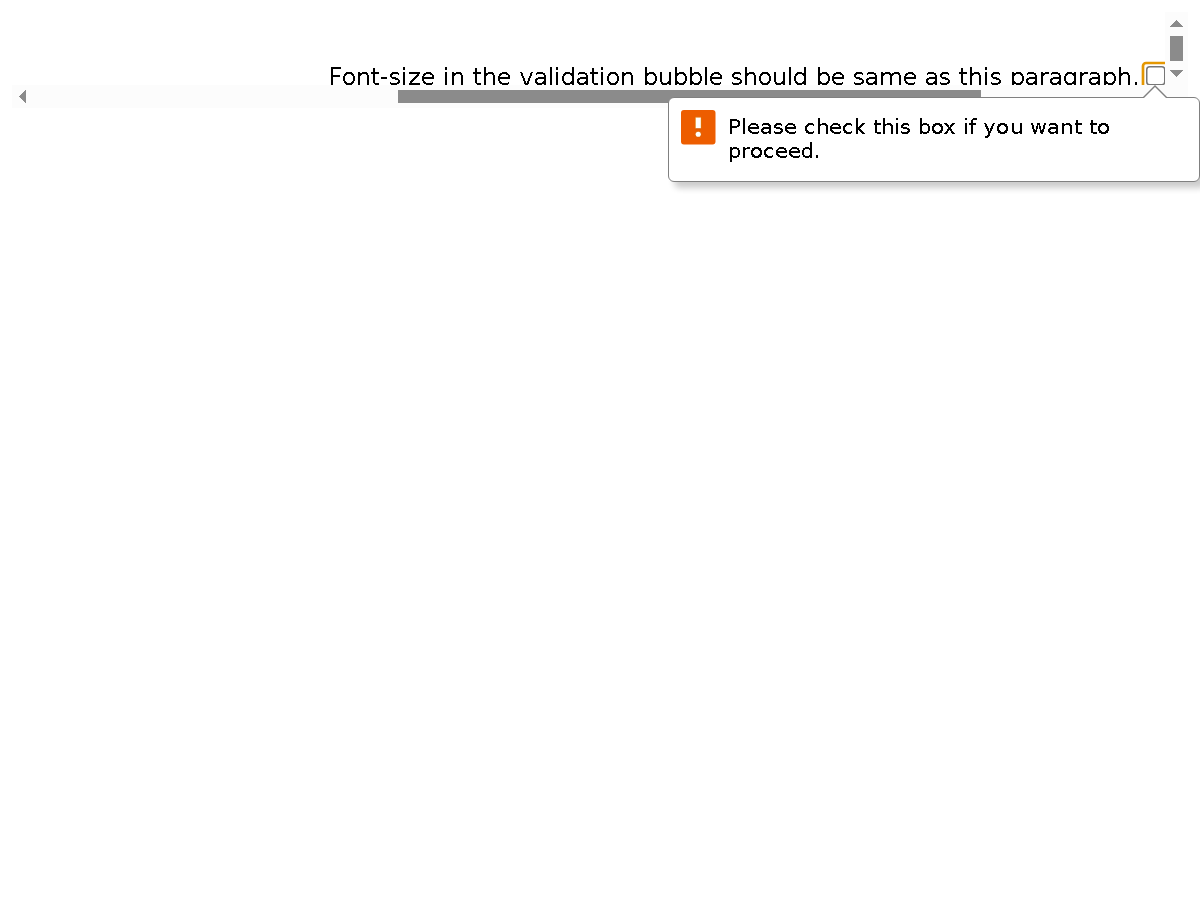 Font-size in the validation bubble should be same as this paragraph.
Please check this box if you want to
proceed.